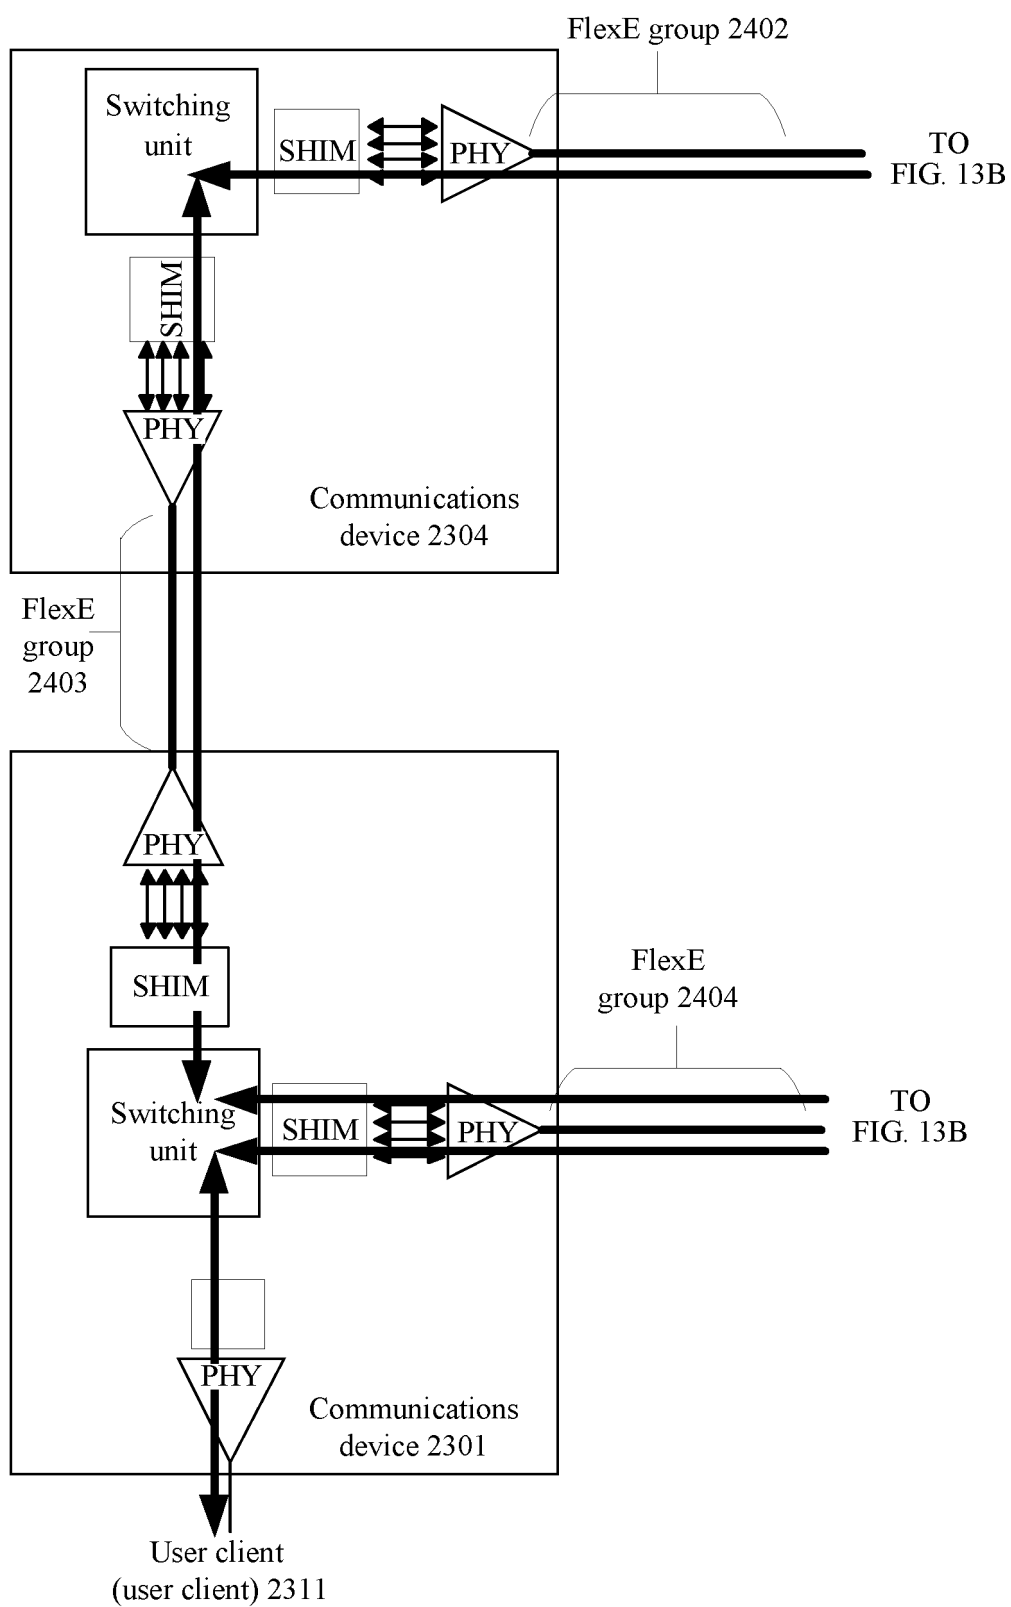 FlexE group 2402
Switching
unit
SHIM
PHY
TO
FIG. 13B
SHIM
PHY
Communications
device 2304
FlexE
group
2403
PHY
SHIM
FlexE
group 2404
Switching
unit
SHIM
PHY
TO
FIG. 13B
PHY
Communications
device 2301
User client
(user client) 2311